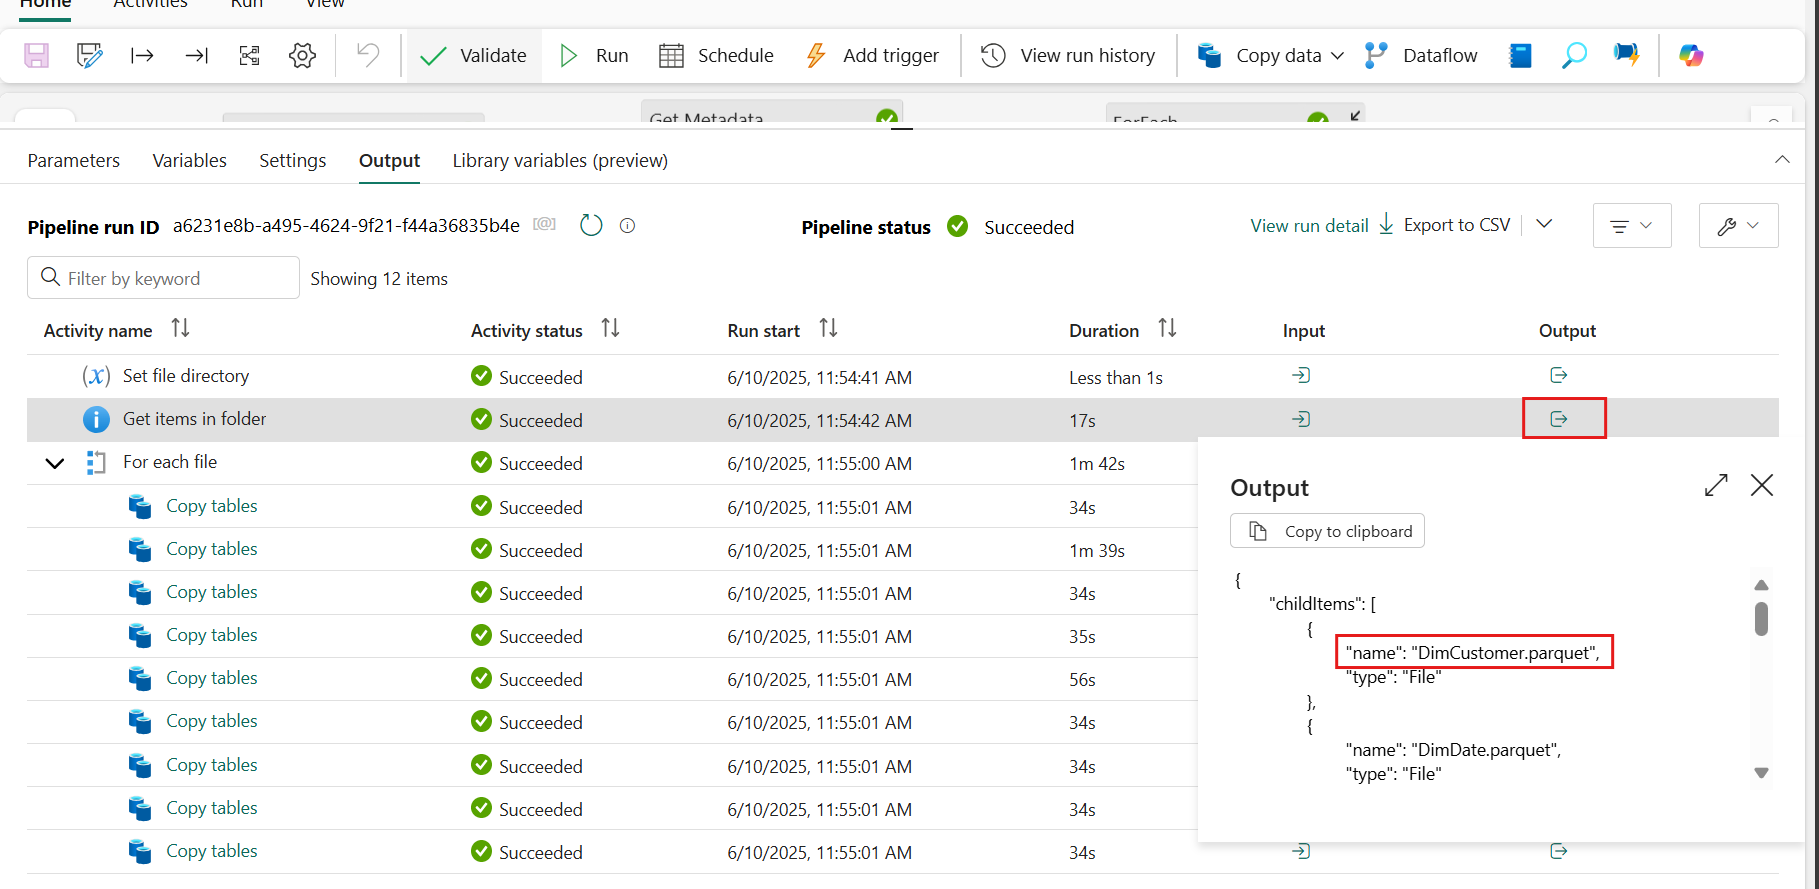 Home Activities Run View
Validate Run Schedule Add trigger View run history Copy data Dataflow
Get Metadata ForEach
Parameters Variables Settings Output Library variables (preview)
Pipeline run ID a6231e8b-a495-4624-9f21-f44a36835b4e [@] Pipeline status Succeeded View run detail Export to CSV
Filter by keyword Showing 12 items
Activity name Activity status Run start Duration Input Output
(x) Set file directory Succeeded 6/10/2025, 11:54:41 AM Less than 1s
Get items in folder Succeeded 6/10/2025, 11:54:42 AM 17s
For each file Succeeded 6/10/2025, 11:55:00 AM 1m 42s
Copy tables Succeeded 6/10/2025, 11:55:01 AM 34s
Copy tables Succeeded 6/10/2025, 11:55:01 AM 1m 39s
Copy tables Succeeded 6/10/2025, 11:55:01 AM 34s
Copy tables Succeeded 6/10/2025, 11:55:01 AM 35s
Copy tables Succeeded 6/10/2025, 11:55:01 AM 56s
Copy tables Succeeded 6/10/2025, 11:55:01 AM 34s
Copy tables Succeeded 6/10/2025, 11:55:01 AM 34s
Copy tables Succeeded 6/10/2025, 11:55:01 AM 34s
Copy tables Succeeded 6/10/2025, 11:55:01 AM 34s
Output
Copy to clipboard
{
"childItems": [
{
"name": "DimCustomer.parquet",
"type": "File"
},
{
"name": "DimDate.parquet",
"type": "File"